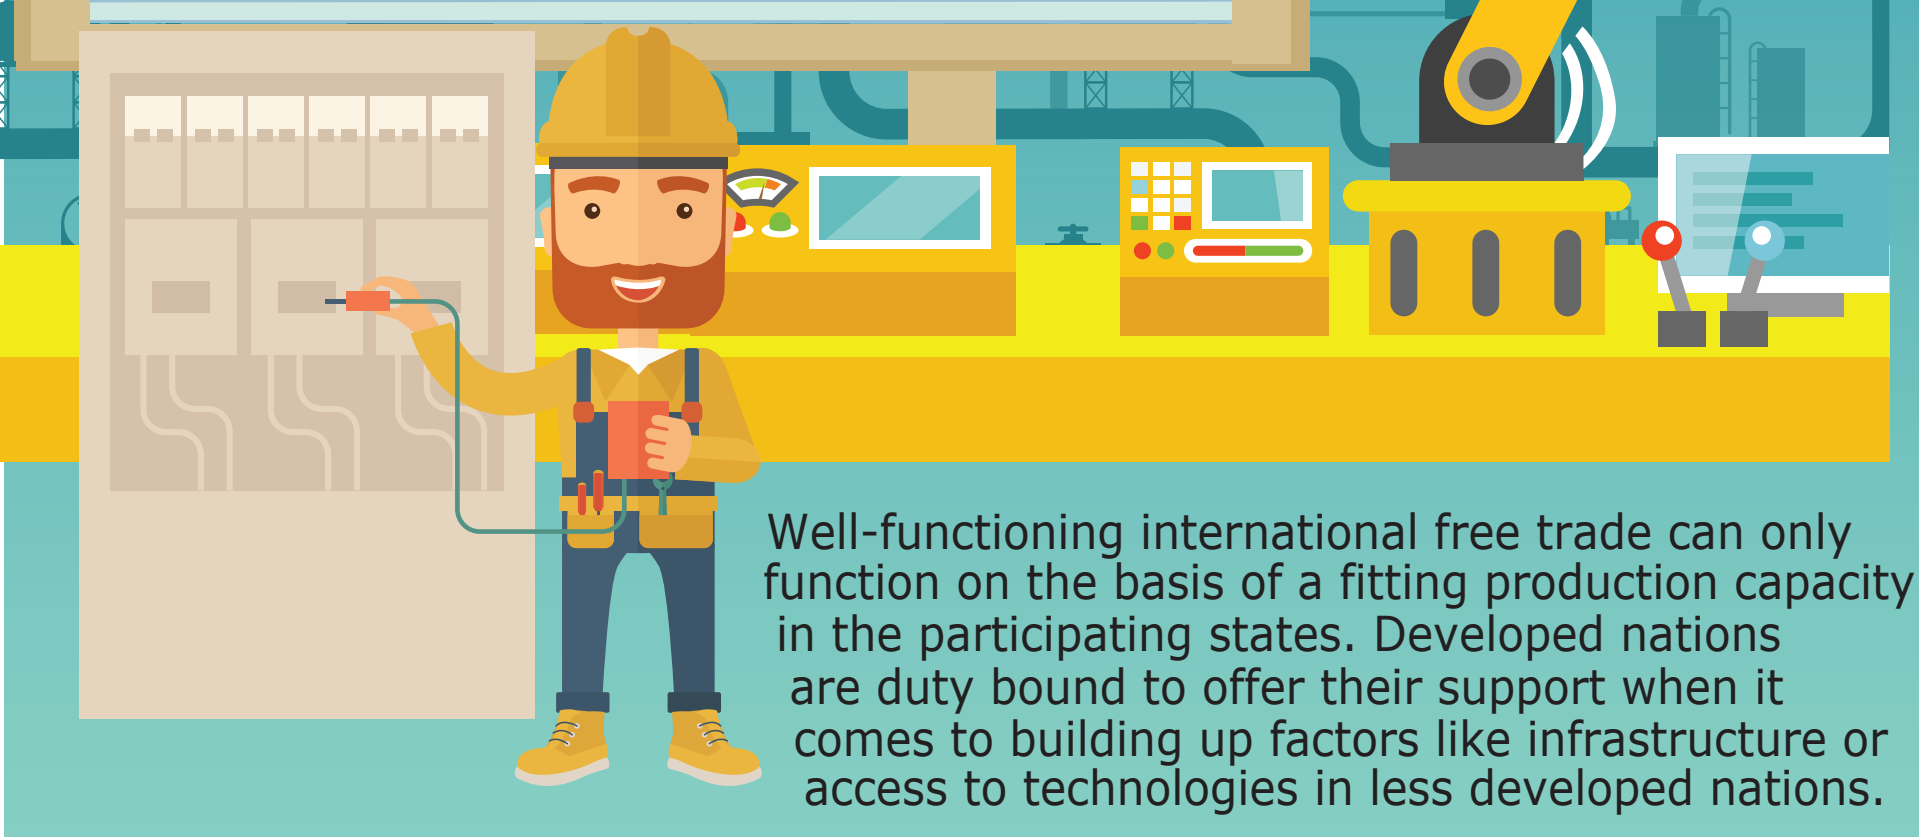 Well-functioning international free trade can only
function on the basis of a fitting production capacity
in the participating states. Developed nations
are duty bound to offer their support when it
comes to building up factors like infrastructure or
access to technologies in less developed nations.